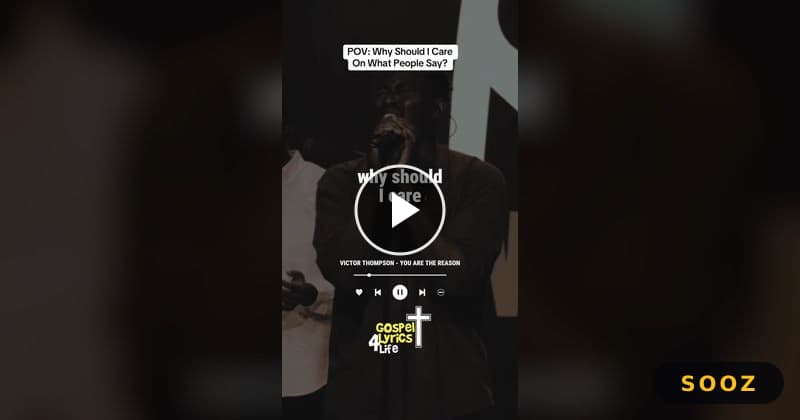 POV: Why Should I Care
On What People Say?
why should
I care
VICTOR THOMPSON - YOU ARE THE REASON
GOSPEL
4 LYRICS
LIFE
SOOZ